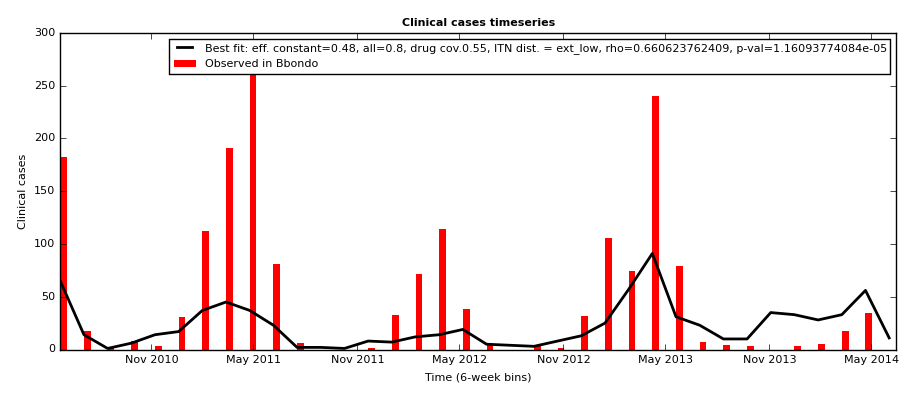 Clinical cases timeseries
300
Best fit: eff. constant=0.48, all=0.8, drug cov.0.55, ITN dist. = ext_low, rho=0.660623762409, p-val=1.16093774084e-05
Observed in Bbondo
250
200
150
100
50
0
Clinical cases
Nov 2010 May 2011 Nov 2011 May 2012 Nov 2012 May 2013 Nov 2013 May 2014
Time (6-week bins)